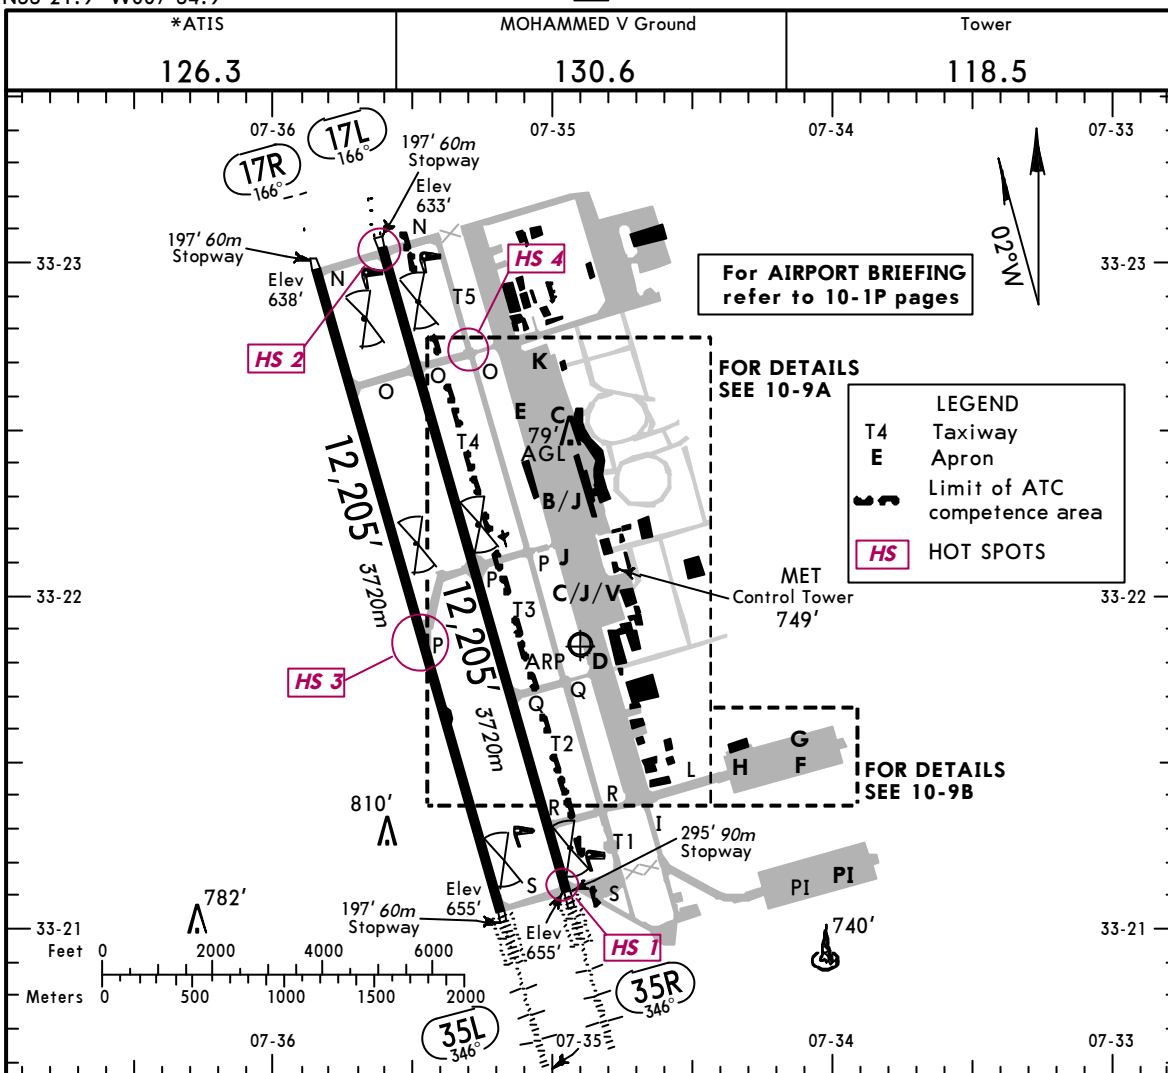 *ATIS
126.3
MOHAMMED V Ground
130.6
Tower
118.5
07-36
07-35
07-34
07-33
17L
166°
17R
166°
197' 60m
Stopway
Elev
633'
197' 60m
Stopway
Elev
638'
N
N
HS 4
HS 2
T5
33-23
33-23
02°W
For AIRPORT BRIEFING
refer to 10-1P pages
FOR DETAILS
SEE 10-9A
LEGEND
T4 Taxiway
E Apron
Limit of ATC
competence area
HS HOT SPOTS
K
O
O
O
E
C
79'
AGL
T4
B/J
12,205'
3720m
12,205'
3720m
P
J
P
C/J/V
MET
Control Tower
749'
33-22
33-22
T3
P
HS 3
ARP
D
Q
Q
T2
G
H
F
L
FOR DETAILS
SEE 10-9B
R
R
I
T1
810'
295' 90m
Stopway
S
S
PI
PI
Elev
655'
197' 60m
Stopway
Elev
655'
HS 1
782'
740'
33-21
33-21
Feet 0 2000 4000 6000
Meters 0 500 1000 1500 2000
35R
346°
35L
346°
07-36
07-35
07-34
07-33